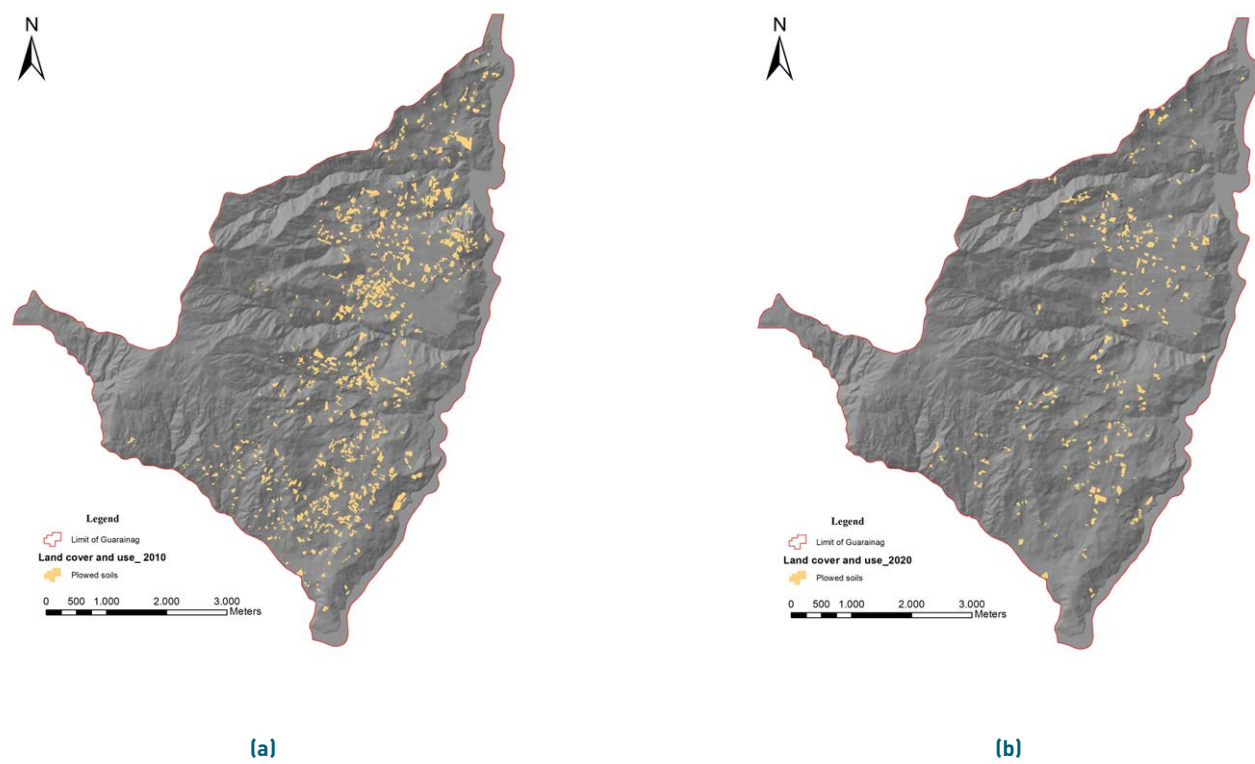 N
Legend
Limit of Guarainag
Land cover and use_ 2010
Plowed soils
0 500 1.000 2.000 3.000
Meters
(a)
N
Legend
Limit of Guarainag
Land cover and use_2020
Plowed soils
0 500 1.000 2.000 3.000
Meters
(b)